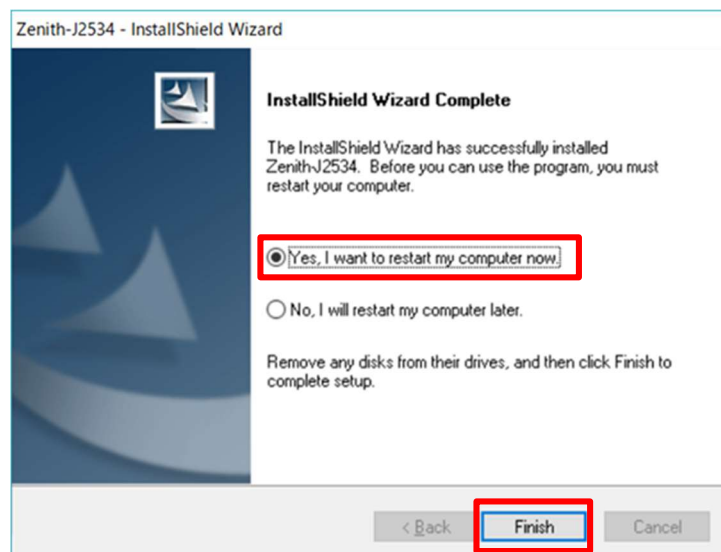 Zenith-J2534 - InstallShield Wizard
InstallShield Wizard Complete
The InstallShield Wizard has successfully installed
Zenith-J2534. Before you can use the program, you must
restart your computer.
Yes, I want to restart my computer now.
No, I will restart my computer later.
Remove any disks from their drives, and then click Finish to
complete setup.
< Back Finish Cancel